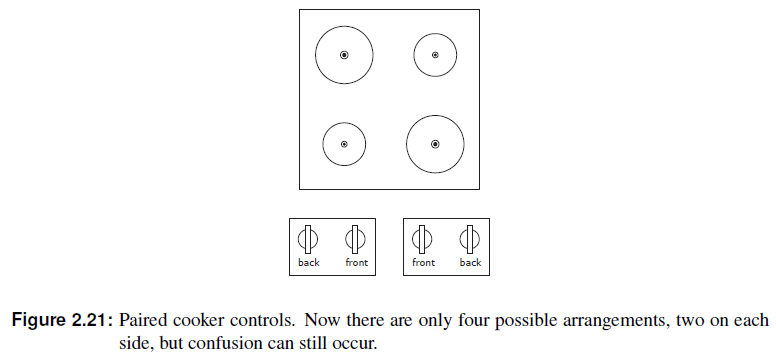 back front front back
Figure 2.21: Paired cooker controls. Now there are only four possible arrangements, two on each
side, but confusion can still occur.